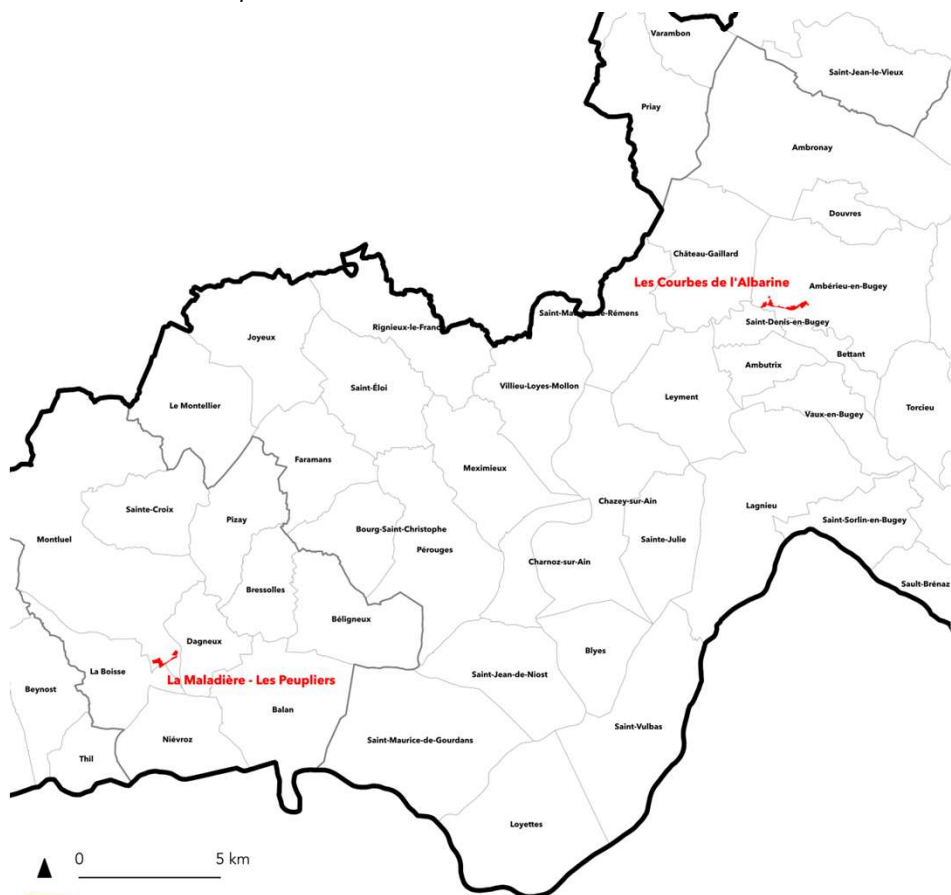 Varambon
Saint-Jean-le-Vieux
Priay
Ambronay
Douvres
Château-Gaillard
Les Courbes de l'Albarine
Ambérieu-en-Bugey
Saint-Denis-en-Bugey
Rignieux-le-Franc
Joyeux
Bettant
Ambutrix
Saint-Éloi
Villieu-Loyes-Mollon
Leyment
Le Montellier
Torcieu
Vaux-en-Bugey
Faramans
Meximieux
Chazey-sur-Ain
Lagnieu
Sainte-Croix
Pizay
Bourg-Saint-Christophe
Saint-Sorlin-en-Bugey
Montluel
Sainte-Julie
Pérouges
Charnoz-sur-Ain
Sault-Brénaz
Bressolles
Béligneux
Dagneux
Blyes
La Boisse
Saint-Jean-de-Niost
La Maladière - Les Peupliers
Beynost
Balan
Saint-Vulbas
Niévroz
Saint-Maurice-de-Gourdans
Thil
Loyettes
0 5 km